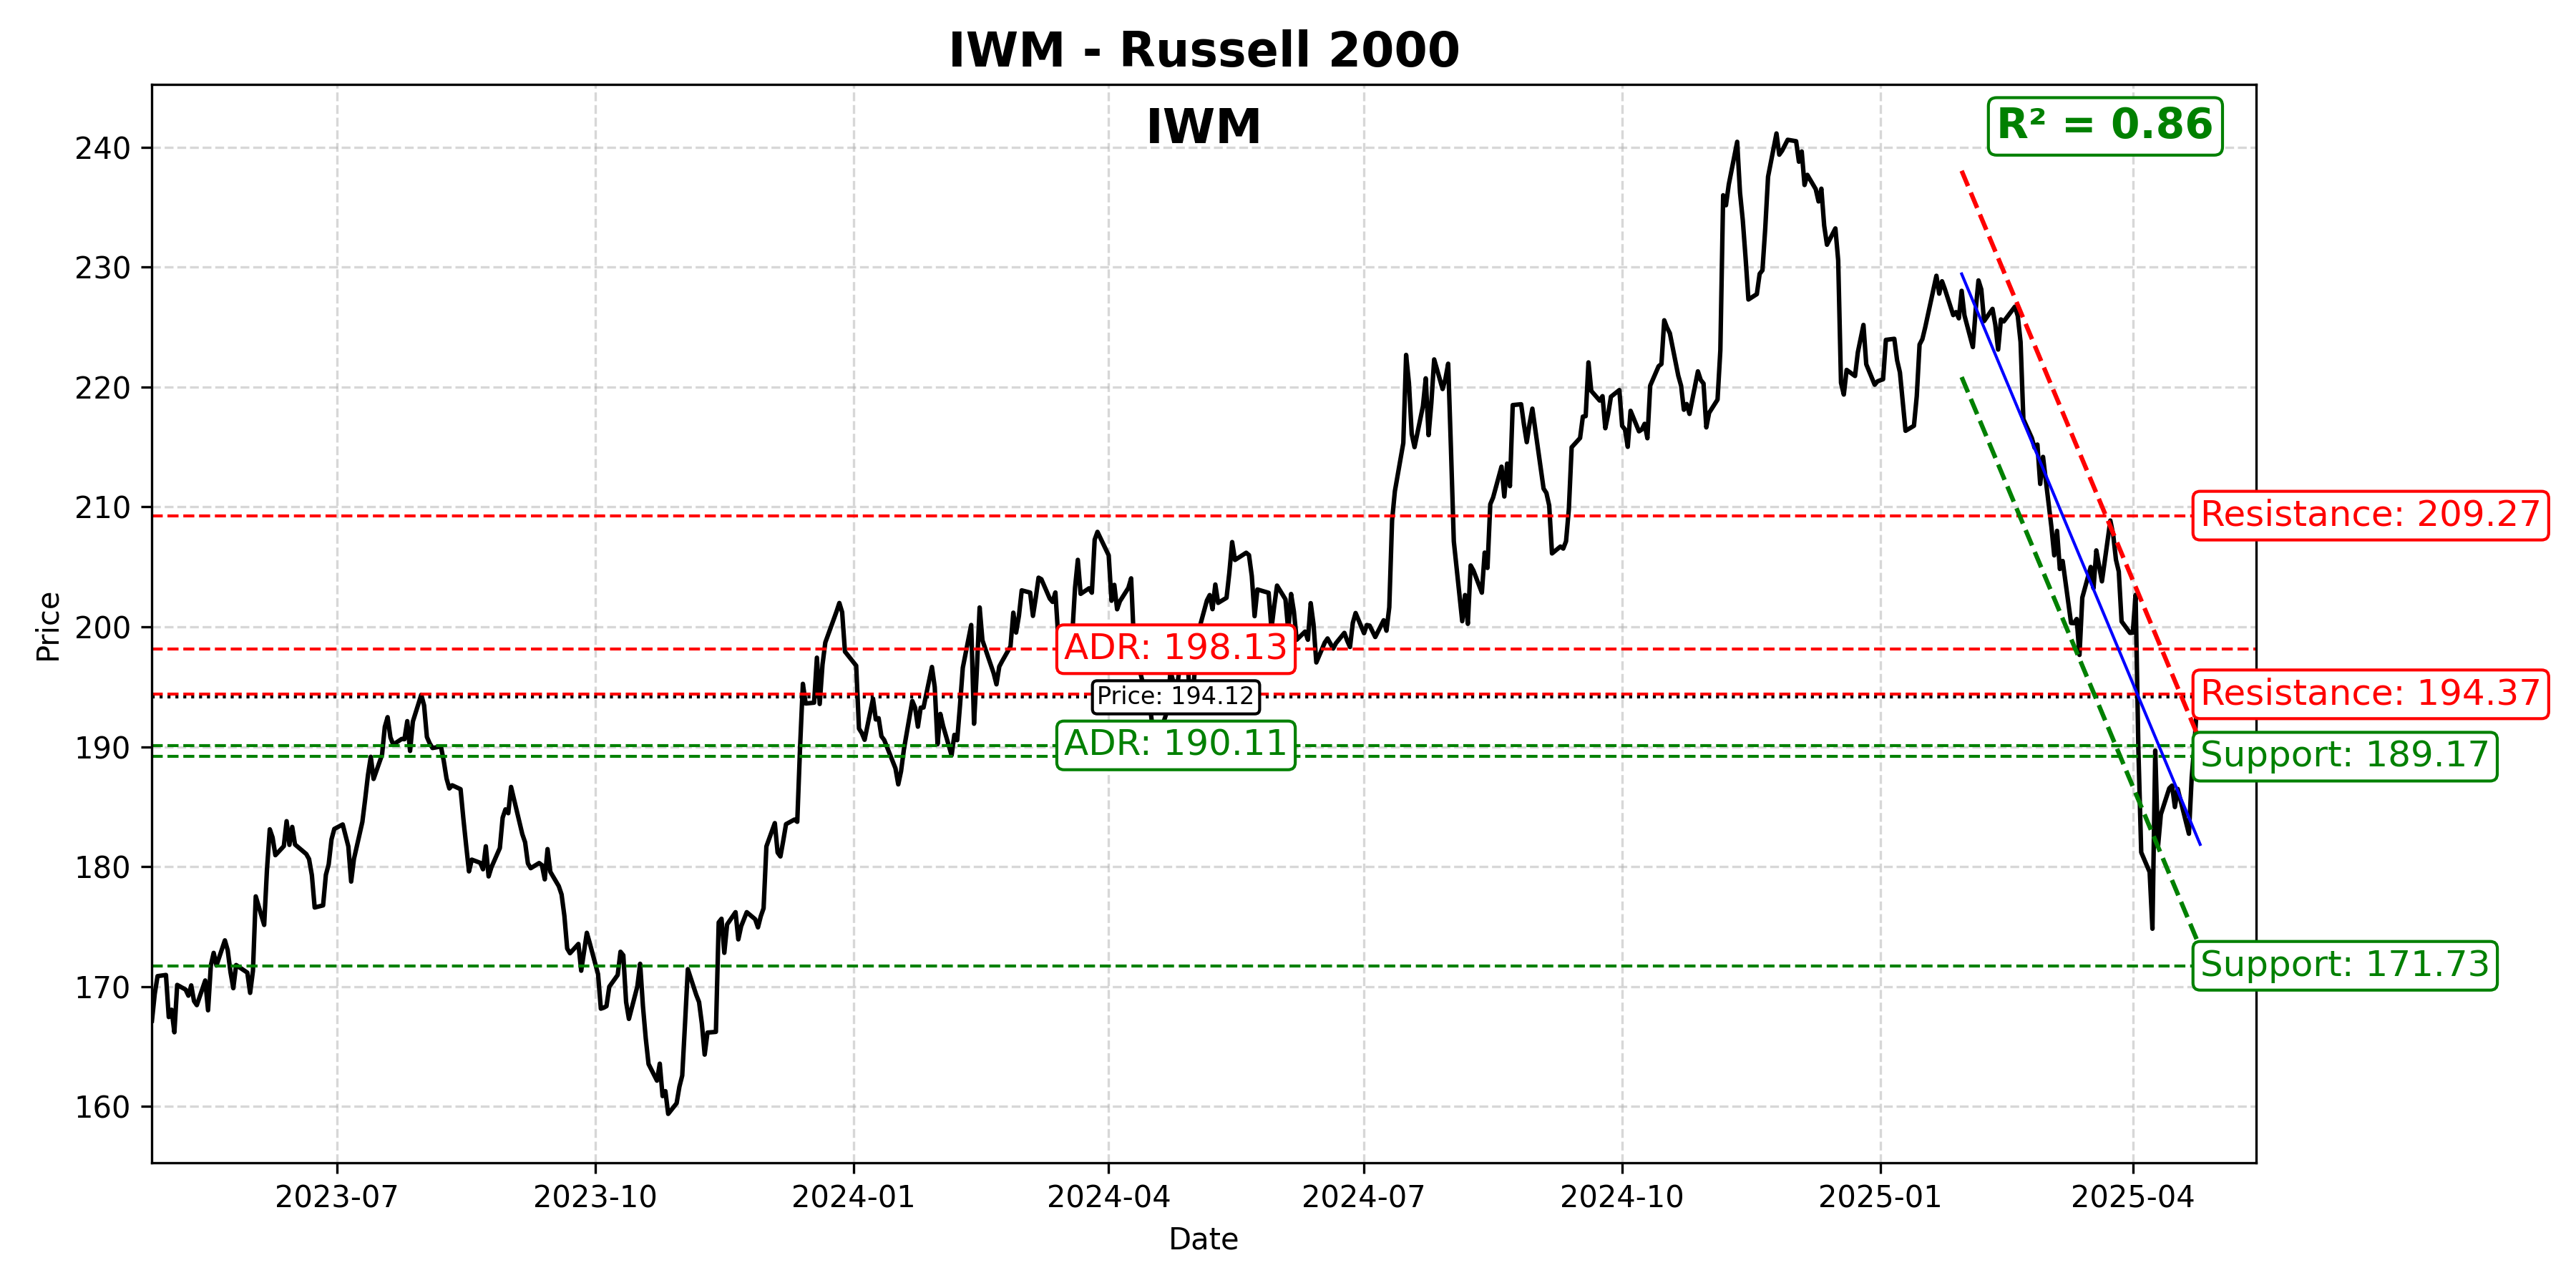 IWM - Russell 2000
IWM
R² = 0.86
240
230
220
210
200
190
180
170
160
Price
Resistance: 209.27
ADR: 198.13
Resistance: 194.37
Price: 194.12
ADR: 190.11
Support: 189.17
Support: 171.73
2023-07
2023-10
2024-01
2024-04
2024-07
2024-10
2025-01
2025-04
Date